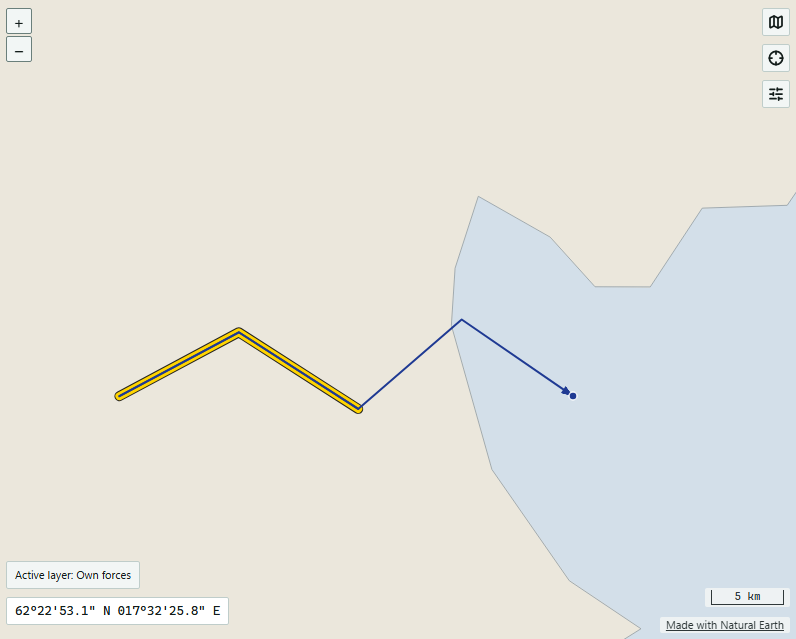 +
−
Active layer: Own forces
62°22'53.1" N 017°32'25.8" E
5 km
Made with Natural Earth